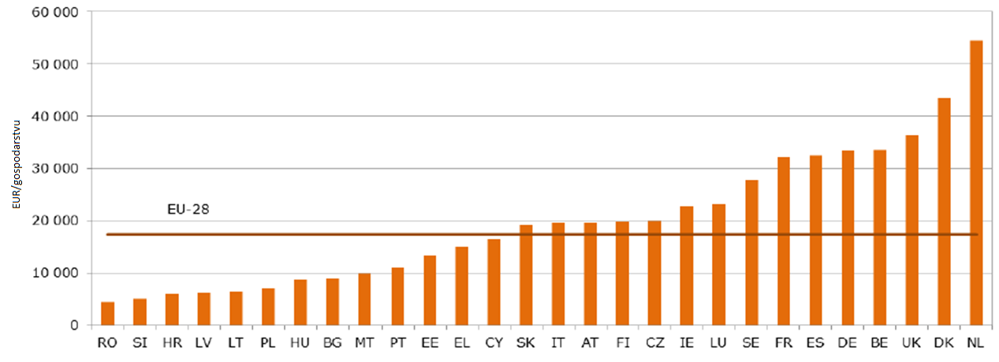 60 000
50 000
40 000
30 000
20 000
10 000
0
EUR/gospodarstvu
EU-28
RO SI HR LV LT PL HU BG MT PT EE EL CY SK IT AT FI CZ IE LU SE FR ES DE BE UK DK NL